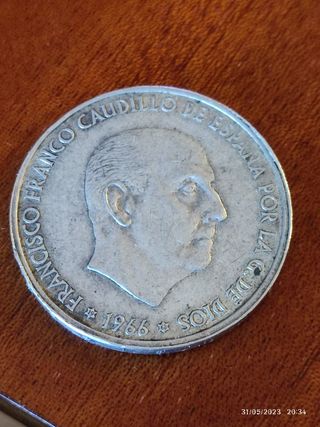 FRANCISCO FRANCO CAUDILLO DE ESPAÑA POR LA G. DE DIOS
* 1966 *
31/05/2023 20:34